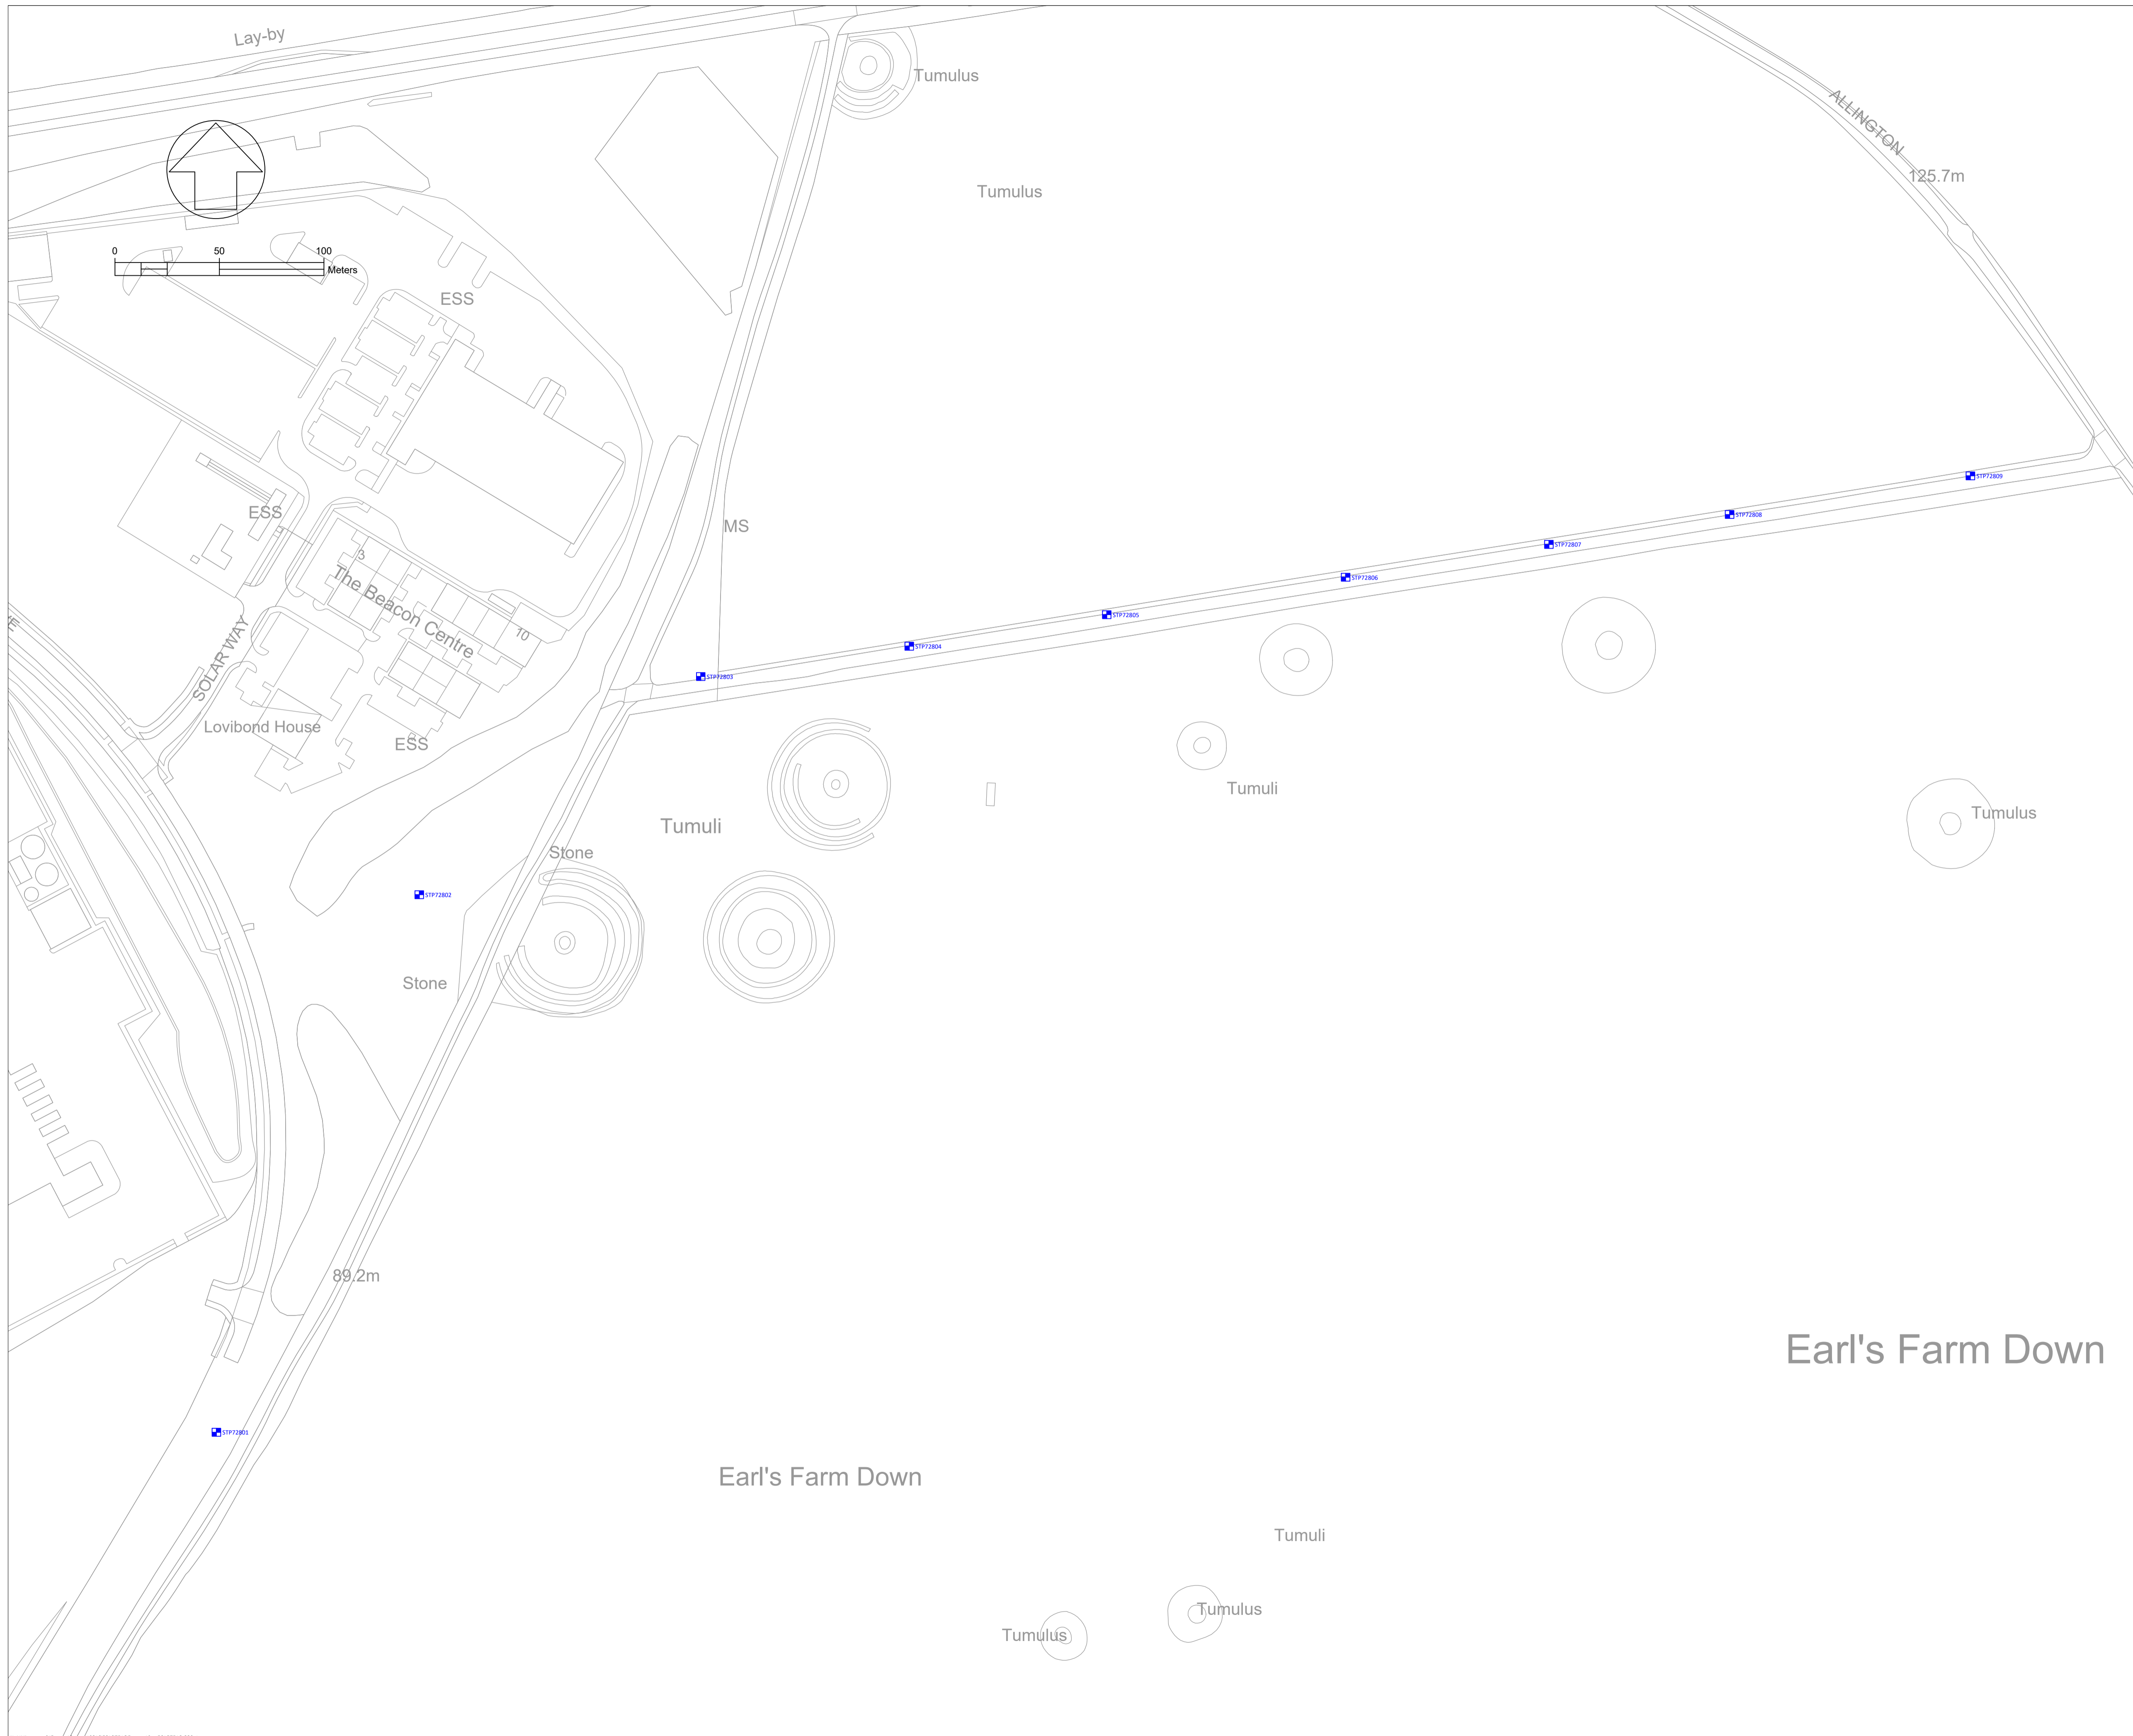 Lay-by
Tumulus
ALLINGTON
125.7m
Tumulus
0 50 100
Meters
ESS
STP72809
ESS
STP72808
MS
3
STP72807
The Beacon Centre
STP72806
10
STP72805
SOLAR WAY
STP72804
STP72803
Lovibond House
ESS
Tumuli
Tumulus
Tumuli
Stone
STP72802
Stone
89.2m
Earl's Farm Down
STP72801
Earl's Farm Down
Tumuli
Tumulus
Tumulus